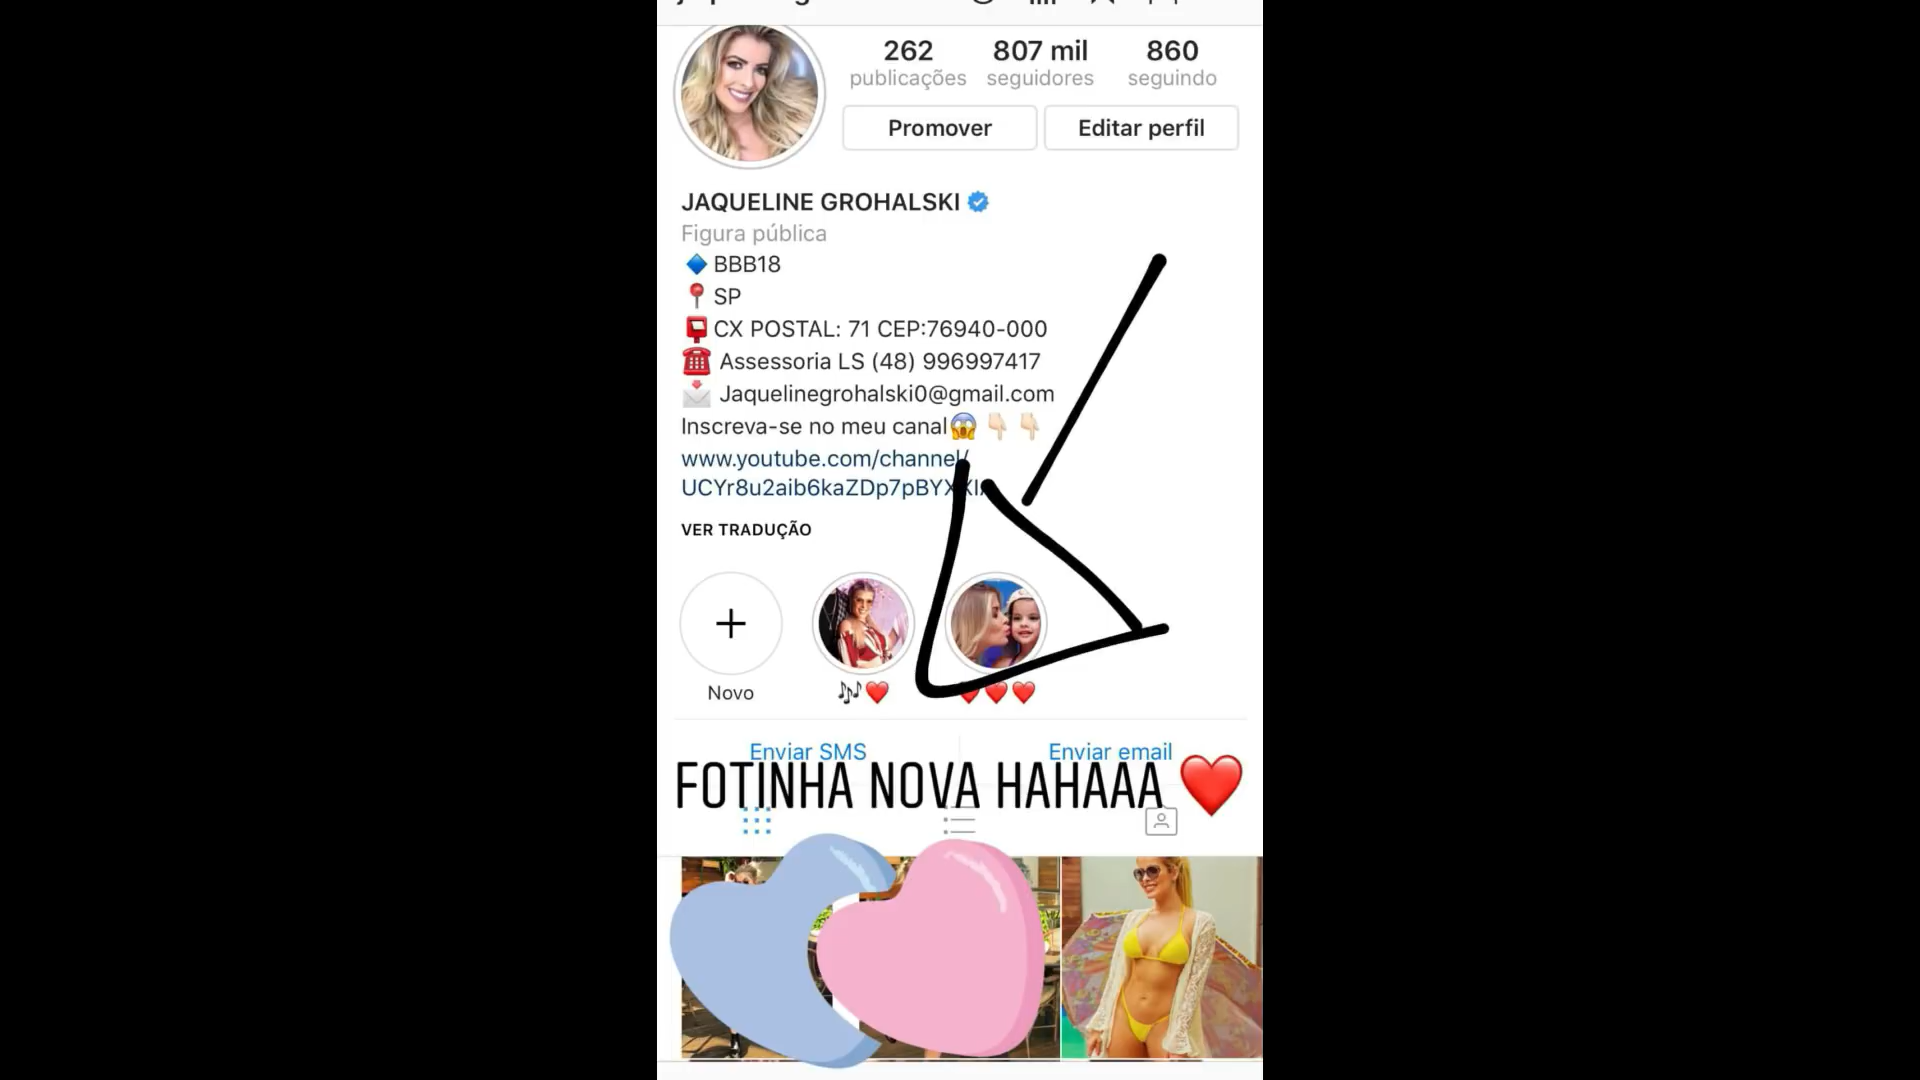 262 807 mil 860
publicações seguidores seguindo
Promover Editar perfil
JAQUELINE GROHALSKI
Figura pública
BBB18
SP
CX POSTAL: 71 CEP:76940-000
Assessoria LS (48) 996997417
Jaquelinegrohalski0@gmail.com
Inscreva-se no meu canal
www.youtube.com/channel/
VER TRADUÇÃO
Novo
Enviar SMS Enviar email
FOTINHA NOVA HAHAAA